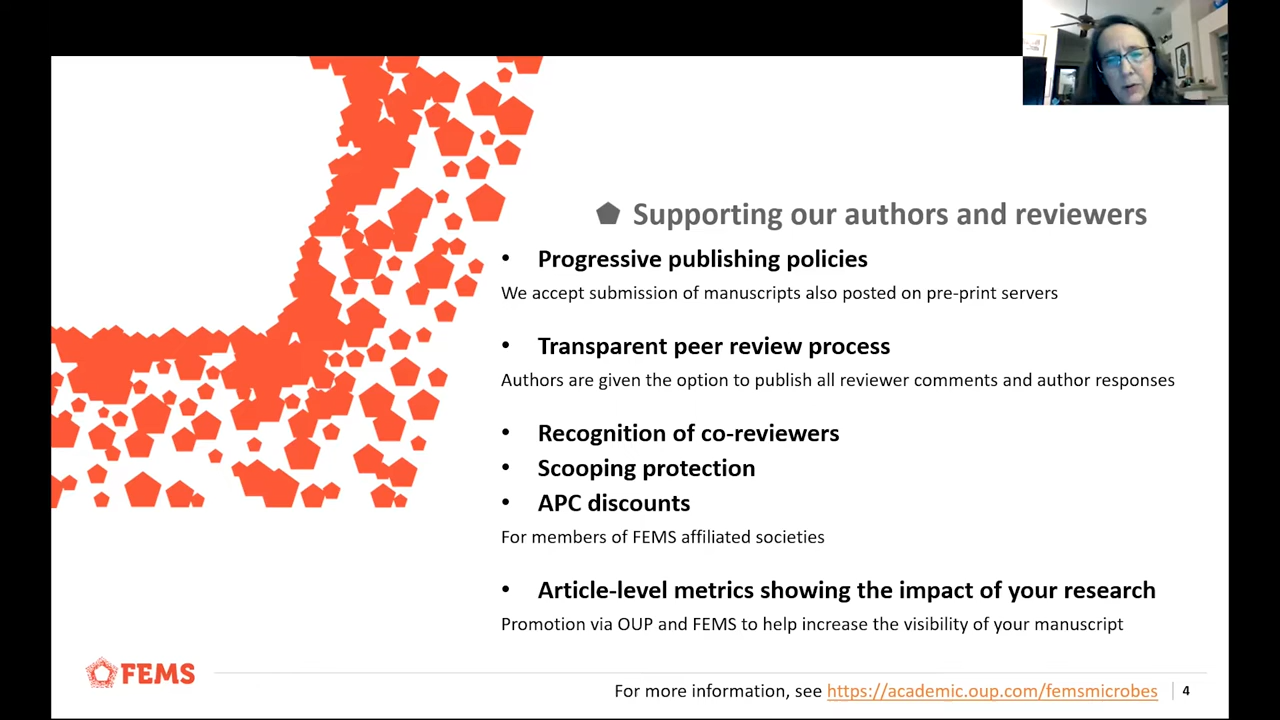 Supporting our authors and reviewers
• Progressive publishing policies
We accept submission of manuscripts also posted on pre-print servers
• Transparent peer review process
Authors are given the option to publish all reviewer comments and author responses
• Recognition of co-reviewers
• Scooping protection
• APC discounts
For members of FEMS affiliated societies
• Article-level metrics showing the impact of your research
Promotion via OUP and FEMS to help increase the visibility of your manuscript
FEMS
For more information, see https://academic.oup.com/femsmicrobes
4